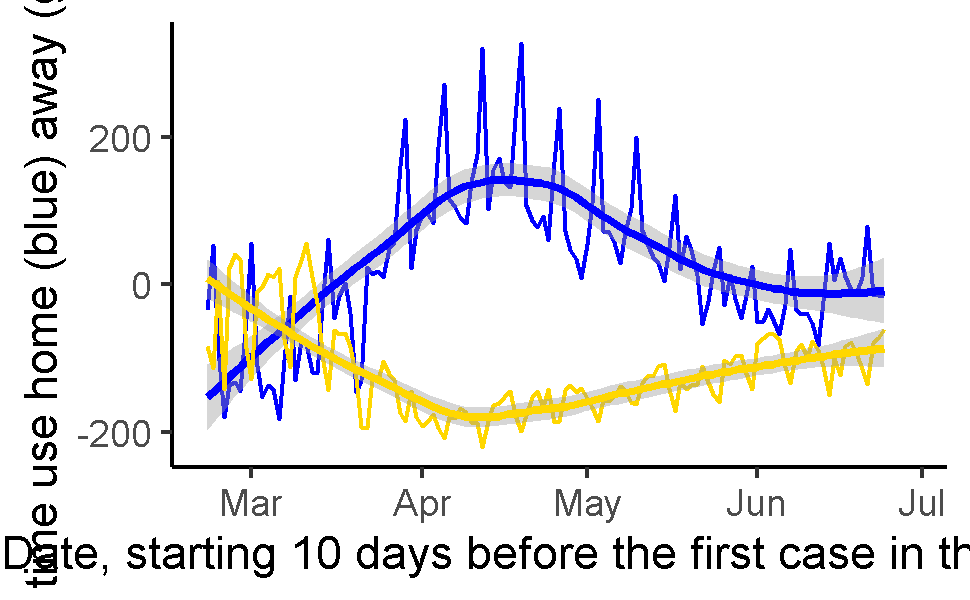 time use home (blue) away (
200
0
-200
Mar Apr May Jun Jul
Date, starting 10 days before the first case in th